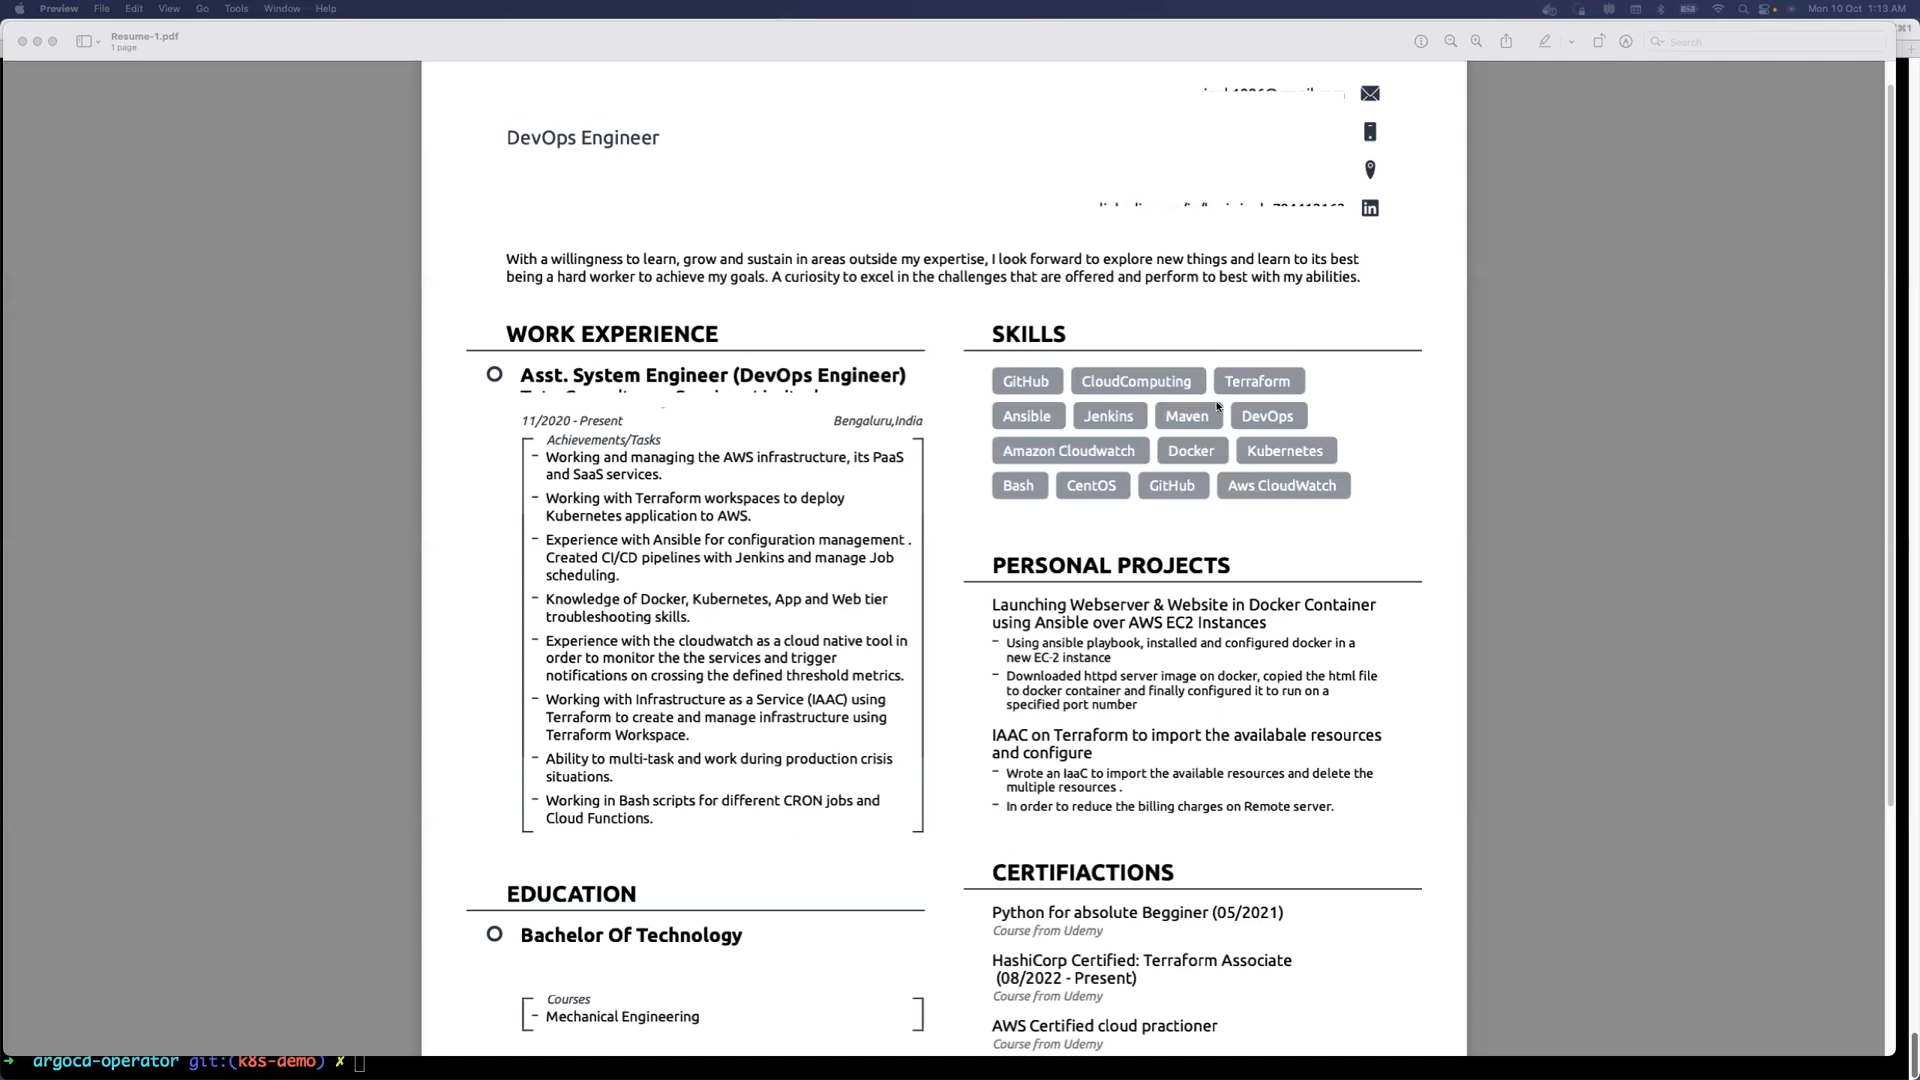 Preview File Edit View Go Tools Window Help
Mon 10 Oct 1:13 AM
Resume-1.pdf
1 page
Search
⌘1
DevOps Engineer
With a willingness to learn, grow and sustain in areas outside my expertise, I look forward to explore new things and learn to its best
being a hard worker to achieve my goals. A curiosity to excel in the challenges that are offered and perform to best with my abilities.
WORK EXPERIENCE
Asst. System Engineer (DevOps Engineer)
11/2020 - Present Bengaluru,India
Achievements/Tasks
– Working and managing the AWS infrastructure, its PaaS
and SaaS services.
– Working with Terraform workspaces to deploy
Kubernetes application to AWS.
– Experience with Ansible for configuration management .
Created CI/CD pipelines with Jenkins and manage Job
scheduling.
– Knowledge of Docker, Kubernetes, App and Web tier
troubleshooting skills.
– Experience with the cloudwatch as a cloud native tool in
order to monitor the the services and trigger
notifications on crossing the defined threshold metrics.
– Working with Infrastructure as a Service (IAAC) using
Terraform to create and manage infrastructure using
Terraform Workspace.
– Ability to multi-task and work during production crisis
situations.
– Working in Bash scripts for different CRON jobs and
Cloud Functions.
EDUCATION
Bachelor Of Technology
Courses
– Mechanical Engineering
SKILLS
GitHub CloudComputing Terraform
Ansible Jenkins Maven DevOps
Amazon Cloudwatch Docker Kubernetes
Bash CentOS GitHub Aws CloudWatch
PERSONAL PROJECTS
Launching Webserver & Website in Docker Container
using Ansible over AWS EC2 Instances
– Using ansible playbook, installed and configured docker in a
new EC-2 instance
– Downloaded httpd server image on docker, copied the html file
to docker container and finally configured it to run on a
specified port number
IAAC on Terraform to import the availabale resources
and configure
– Wrote an IaaC to import the available resources and delete the
multiple resources .
– In order to reduce the billing charges on Remote server.
CERTIFIACTIONS
Python for absolute Begginer (05/2021)
Course from Udemy
HashiCorp Certified: Terraform Associate
(08/2022 - Present)
Course from Udemy
AWS Certified cloud practioner
Course from Udemy
→ argocd-operator git:(k8s-demo) ✗